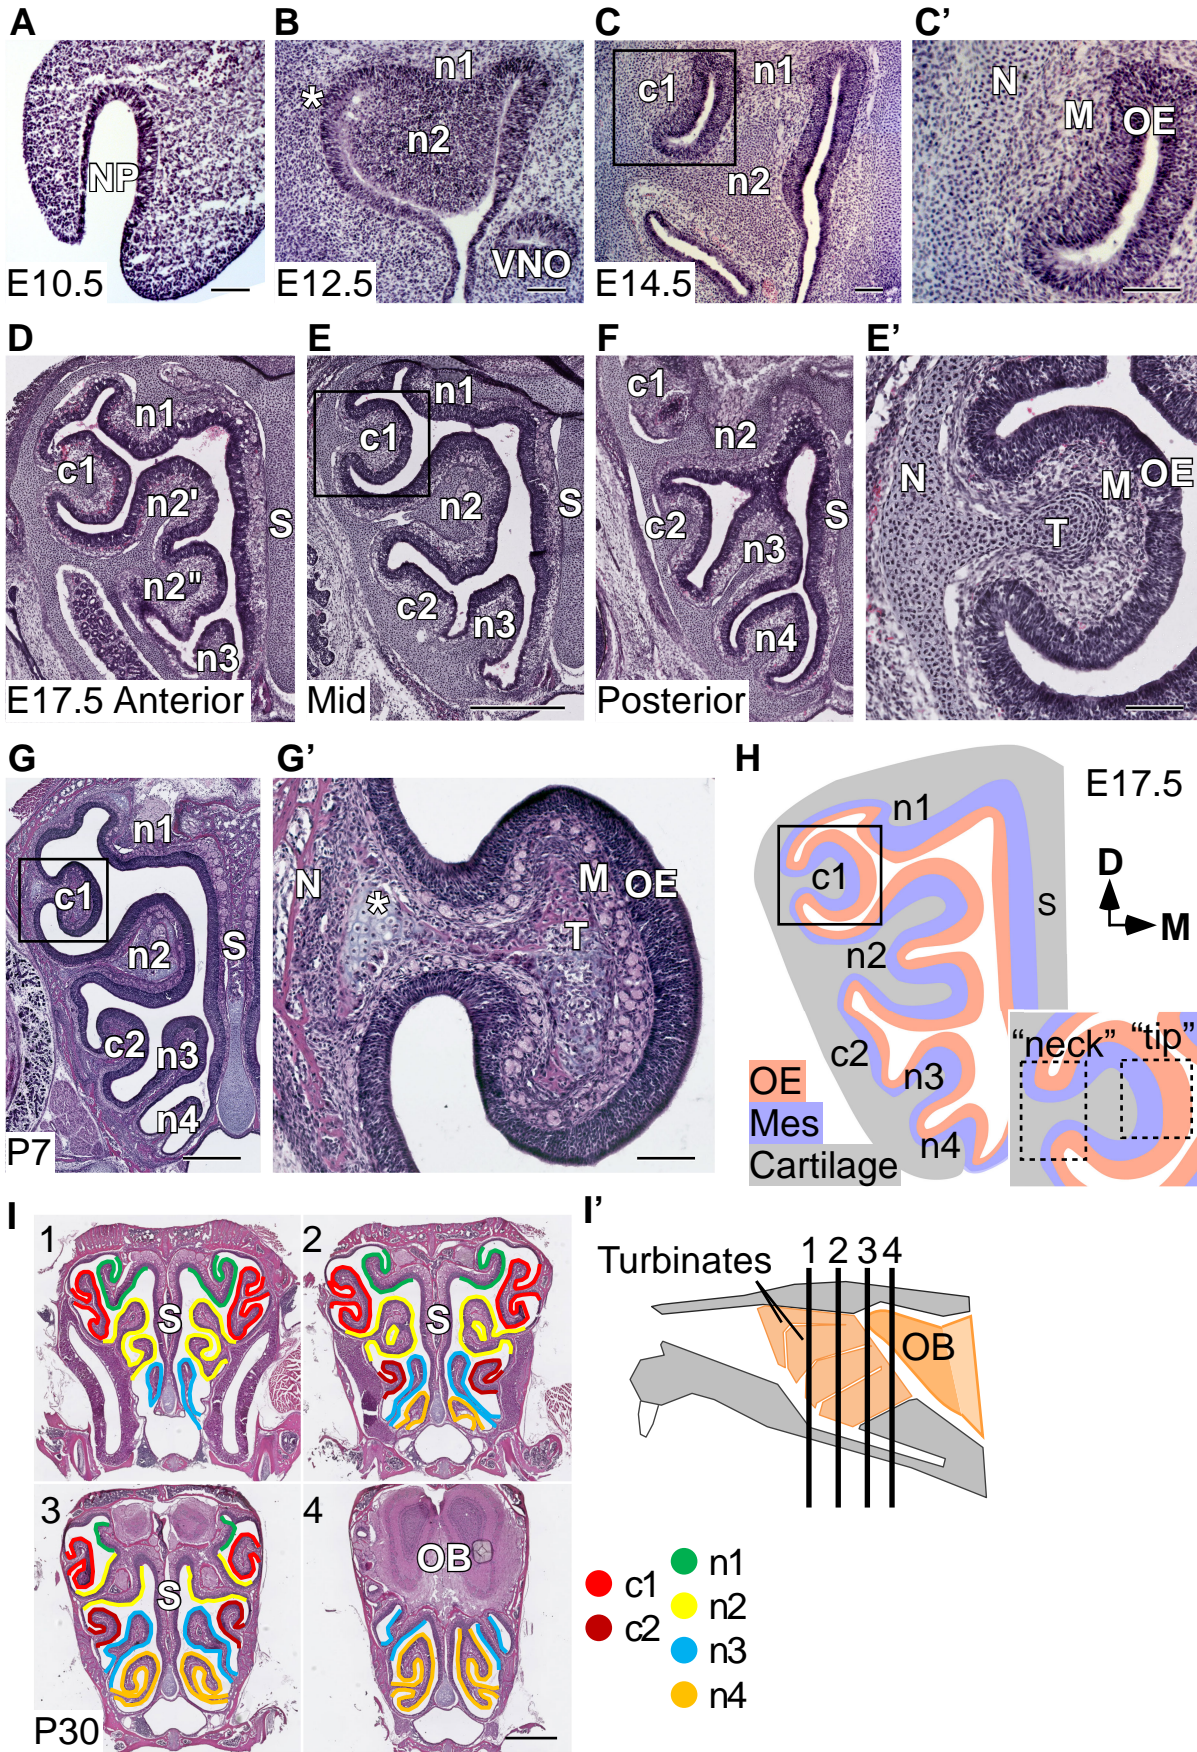 A
B
C
C'
NP
E10.5
*
n1
n2
VNO
E12.5
c1
n1
n2
E14.5
N
M
OE
D
E
F
E'
n1
c1
n2'
n2"
n3
S
E17.5 Anterior
n1
c1
n2
c2
n3
S
Mid
c1
n2
c2
n3
n4
S
Posterior
N
T
M
OE
G
G'
H
n1
c1
n2
c2
n3
n4
S
P7
N
*
M
OE
T
E17.5
n1
c1
n2
c2
n3
n4
S
D
M
"neck"
"tip"
OE
Mes
Cartilage
I
I'
1
S
2
S
3
S
P30
4
OB
Turbinates
1 2 3 4
OB
c1
c2
n1
n2
n3
n4